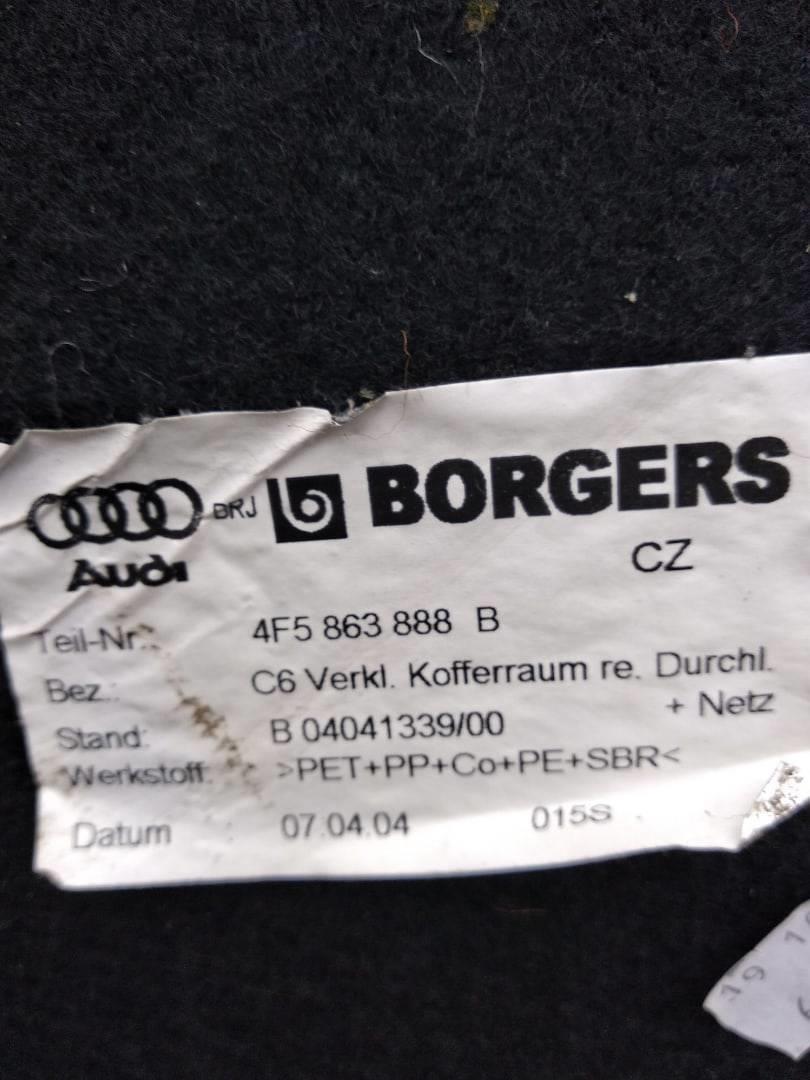 BRJ BORGERS
Audi CZ
Teil-Nr.: 4F5 863 888 B
Bez.: C6 Verkl. Kofferraum re. Durchl.
+ Netz
Stand: B 04041339/00
Werkstoff: >PET+PP+Co+PE+SBR<
Datum : 07.04.04 015S
19